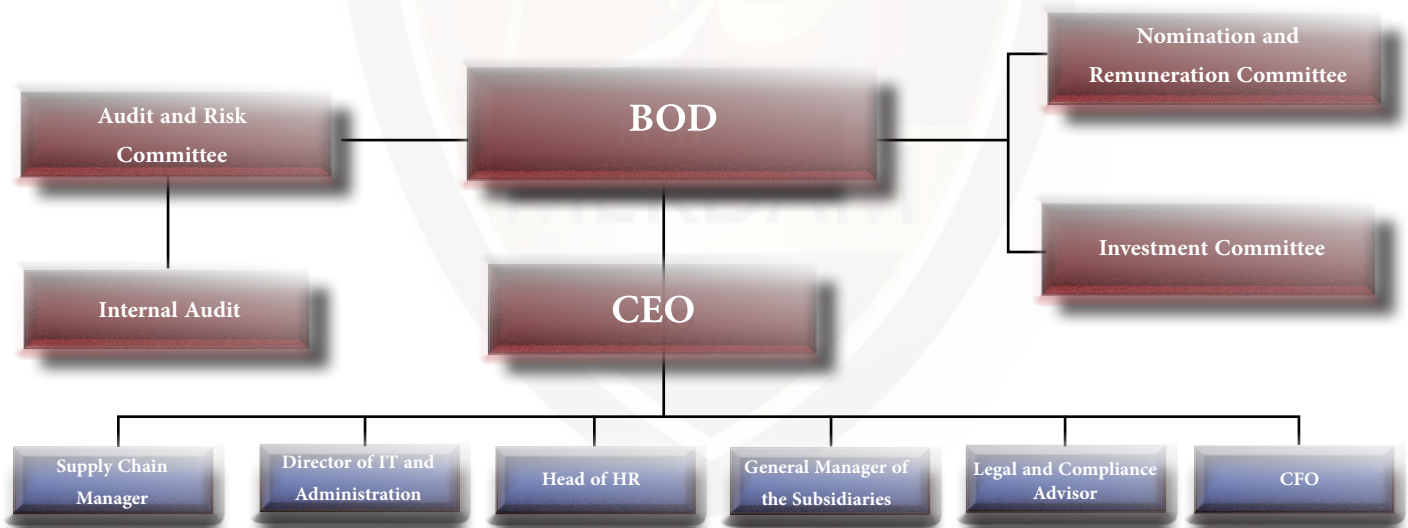 Nomination and
Remuneration Committee
Audit and Risk
Committee
BOD
Investment Committee
Internal Audit
CEO
Supply Chain
Manager
Director of IT and
Administration
Head of HR
General Manager of
the Subsidiaries
Legal and Compliance
Advisor
CFO